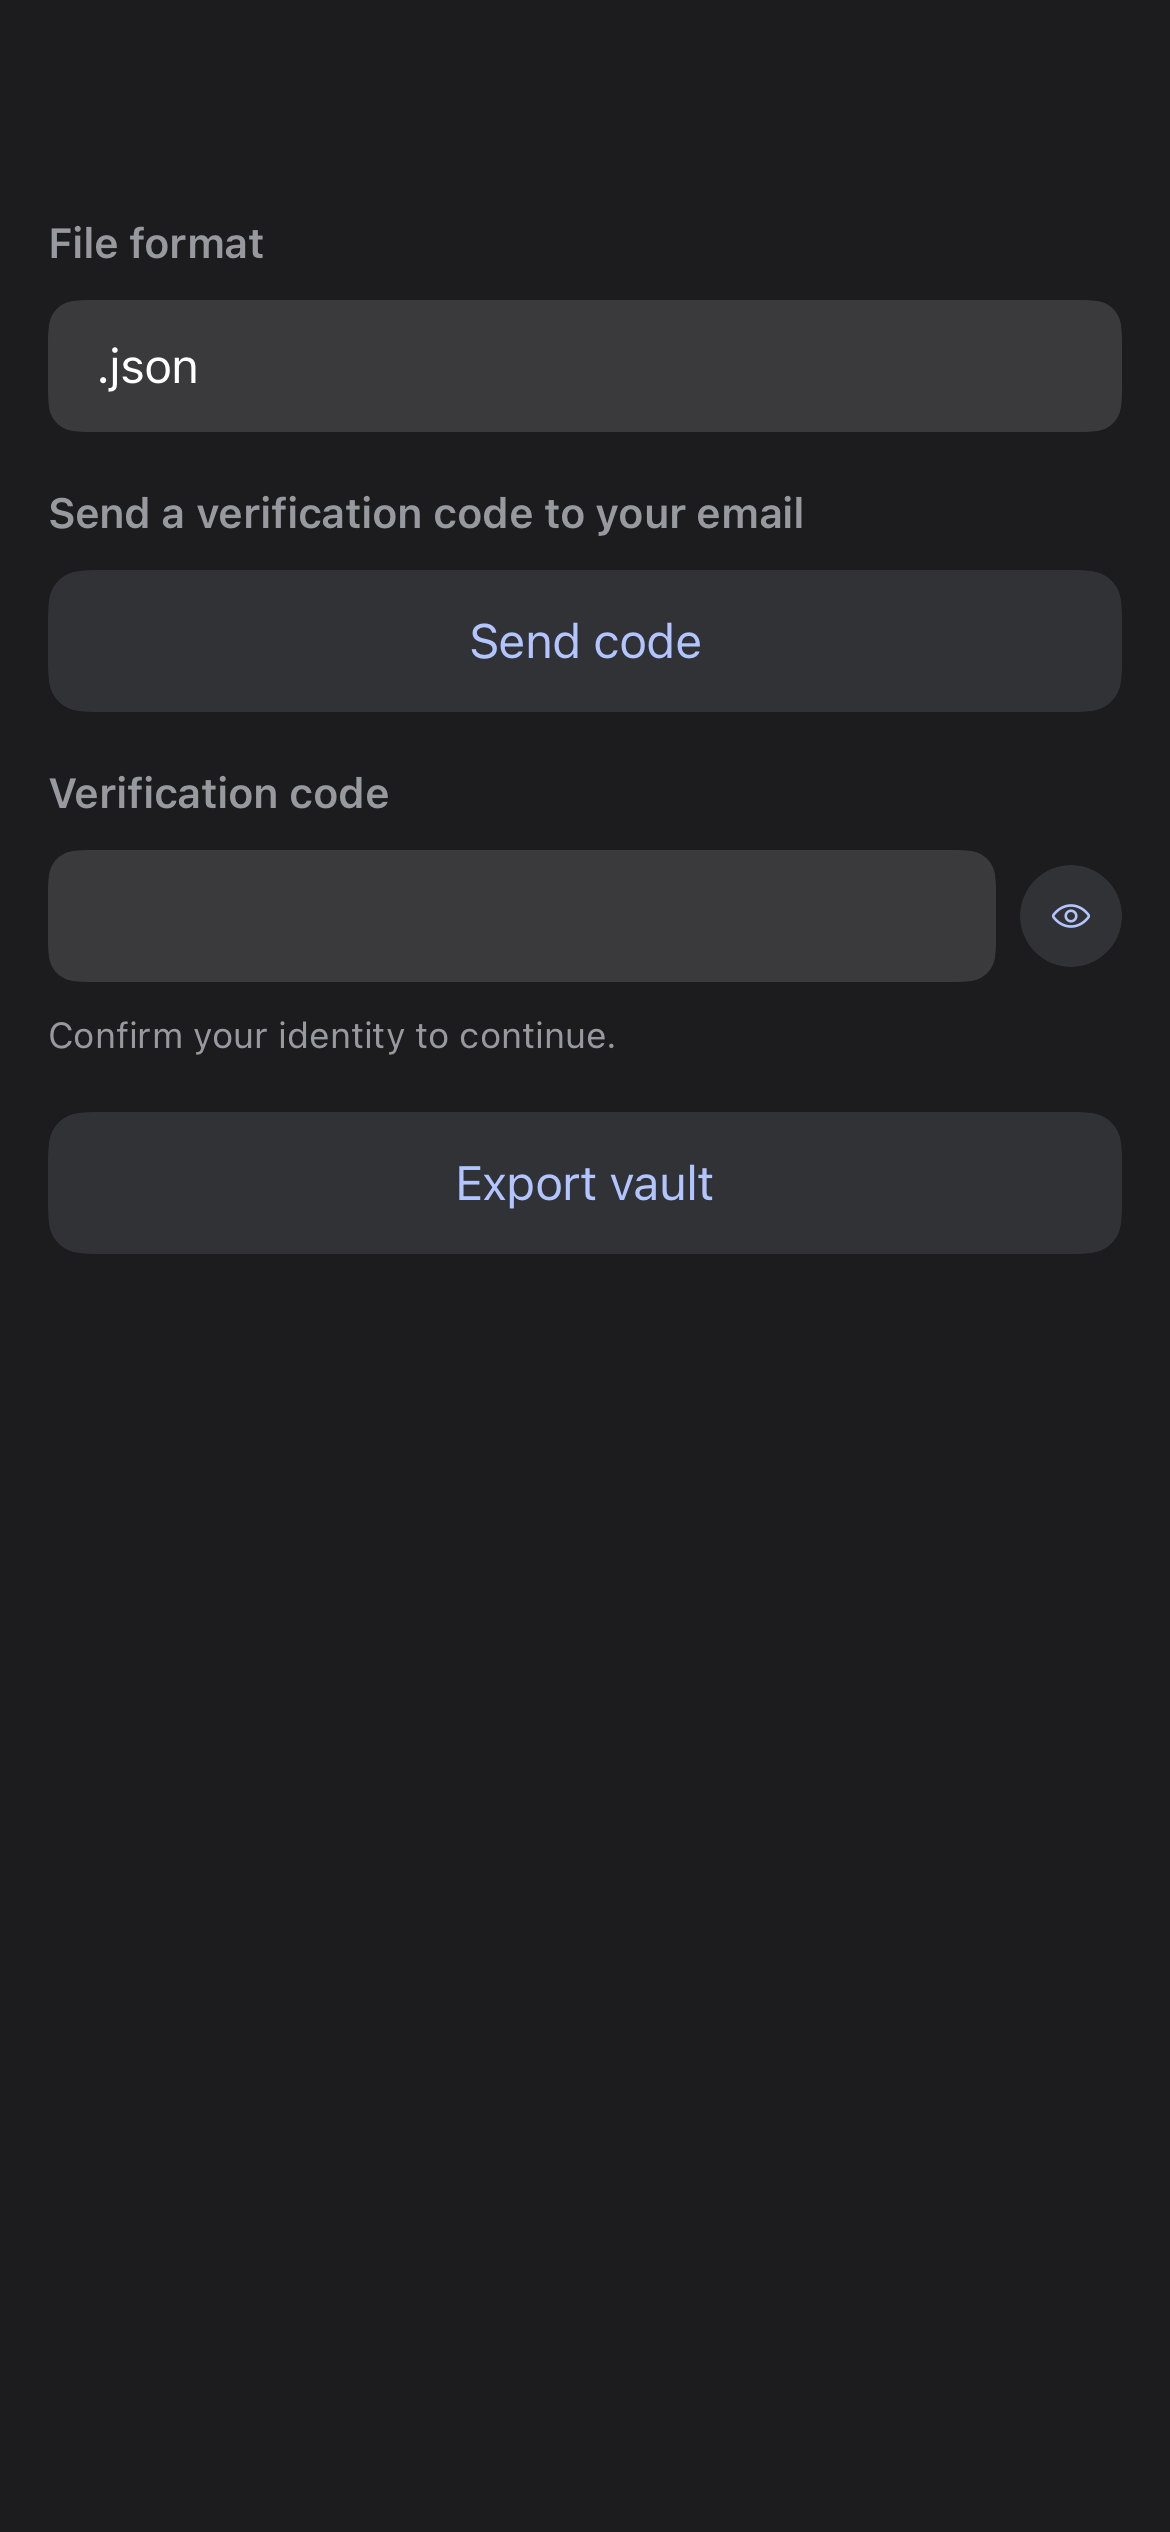 File format
.json
Send a verification code to your email
Send code
Verification code
Confirm your identity to continue.
Export vault